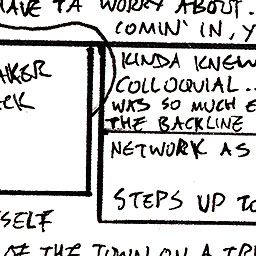 HAVE TA WORRY ABOUT.
COMIN' IN, Y
AKER
CK
KINDA KNEW
COLLOQUIAL...
WAS SO MUCH E
THE BACKLINE
NETWORK AS
STEPS UP TO
SELF
OF THE TOWN ON A TR